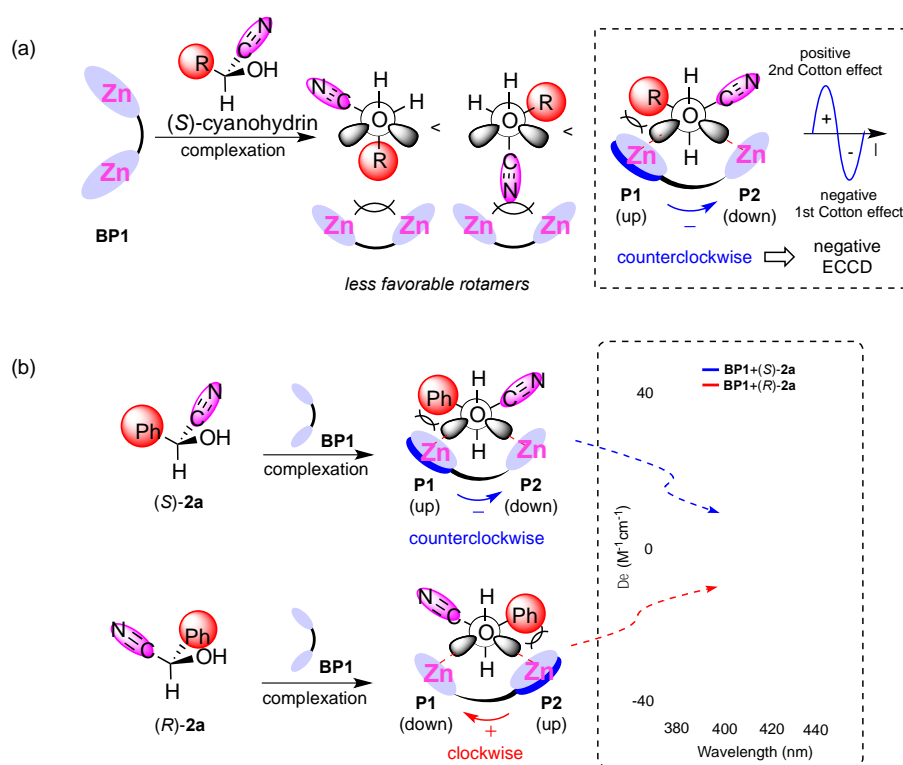 (a)
Zn
Zn
BP1
R
C≡N
OH
H
(S)-cyanohydrin
complexation
N≡C
H
H
O
R
Zn
Zn
<
H
H
R
O
C≡N
Zn
Zn
<
less favorable rotamers
H
R
C≡N
O
H
Zn
Zn
P1
P2
(up)
(down)
−
counterclockwise
positive
2nd Cotton effect
+
-
l
negative
1st Cotton effect
negative
ECCD
(b)
Ph
C≡N
OH
H
(S)-2a
BP1
complexation
H
Ph
C≡N
O
H
Zn
Zn
P1
P2
(up)
(down)
−
counterclockwise
N≡C
Ph
OH
H
(R)-2a
BP1
complexation
N≡C
H
Ph
O
H
Zn
Zn
P1
P2
(down)
(up)
+
clockwise
BP1+(S)-2a
BP1+(R)-2a
40
0
-40
De (M-1cm-1)
380 400 420 440
Wavelength (nm)